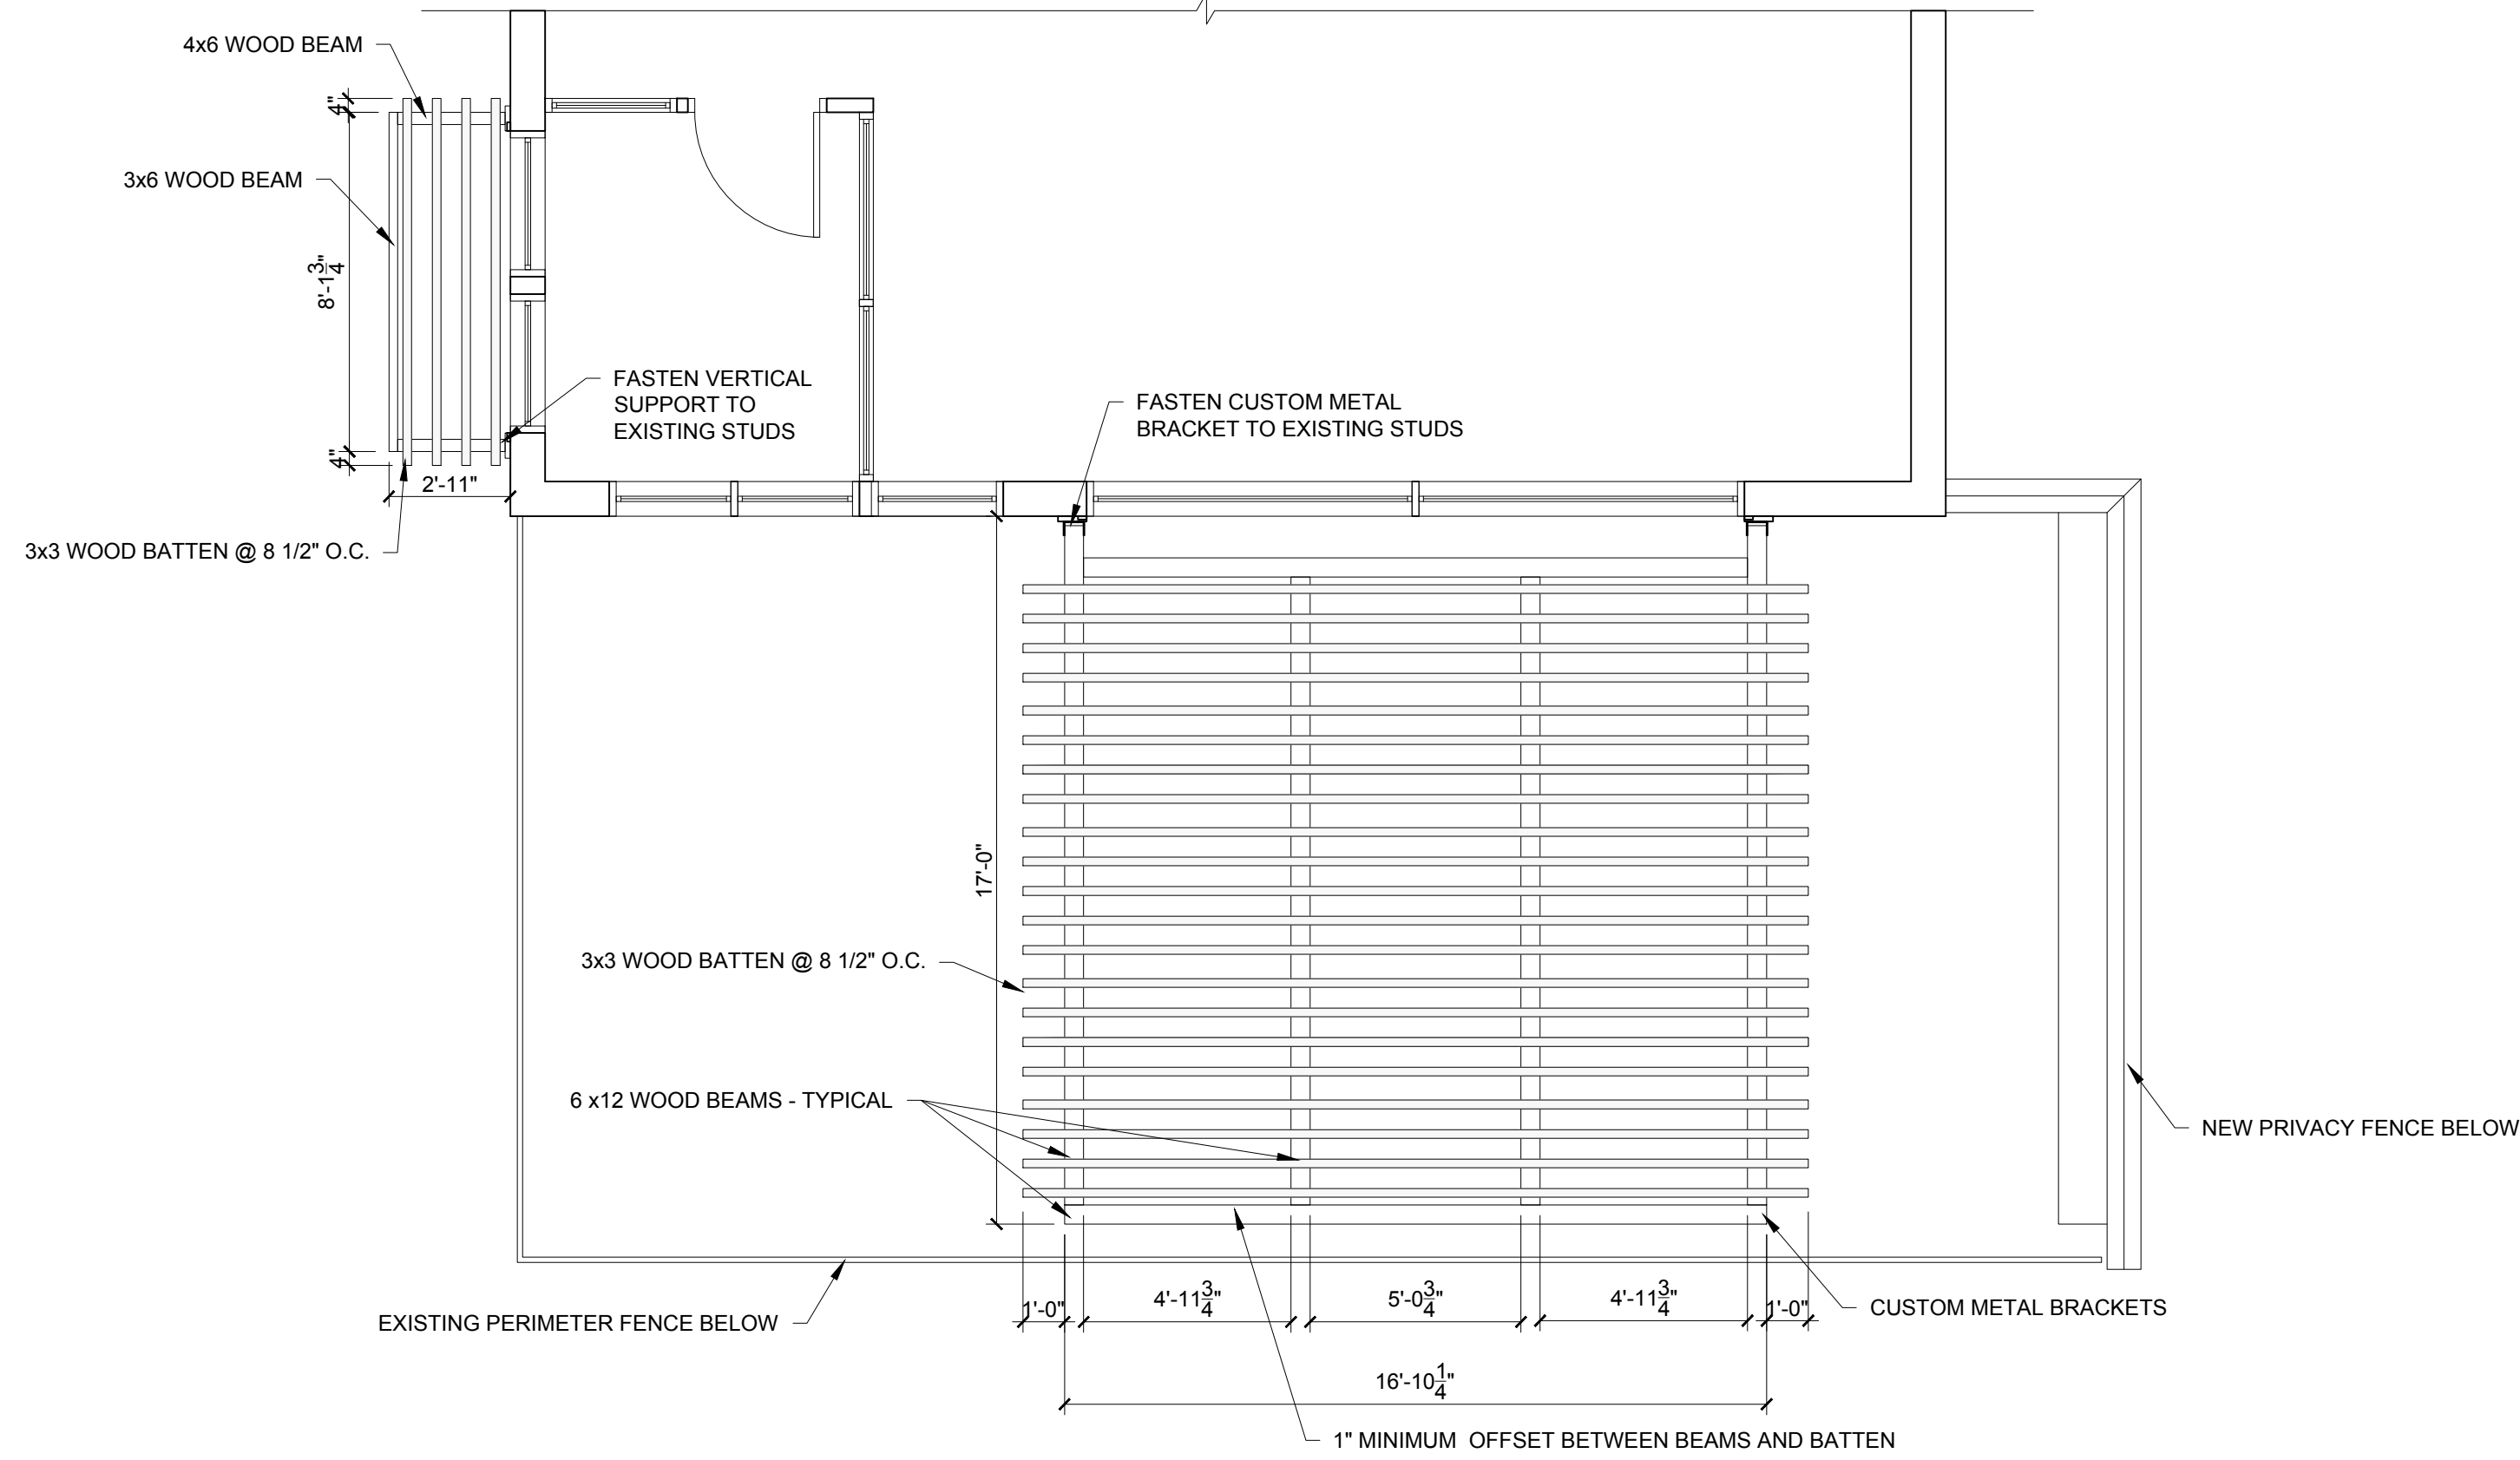 4x6 WOOD BEAM
4"
3x6 WOOD BEAM
8'-1 3/4"
FASTEN VERTICAL
SUPPORT TO
EXISTING STUDS
FASTEN CUSTOM METAL
BRACKET TO EXISTING STUDS
4"
2'-11"
3x3 WOOD BATTEN @ 8 1/2" O.C.
17'-0"
3x3 WOOD BATTEN @ 8 1/2" O.C.
6 x12 WOOD BEAMS - TYPICAL
NEW PRIVACY FENCE BELOW
1'-0"
4'-11 3/4"
5'-0 3/4"
4'-11 3/4"
1'-0"
CUSTOM METAL BRACKETS
EXISTING PERIMETER FENCE BELOW
16'-10 1/4"
1" MINIMUM  OFFSET BETWEEN BEAMS AND BATTEN